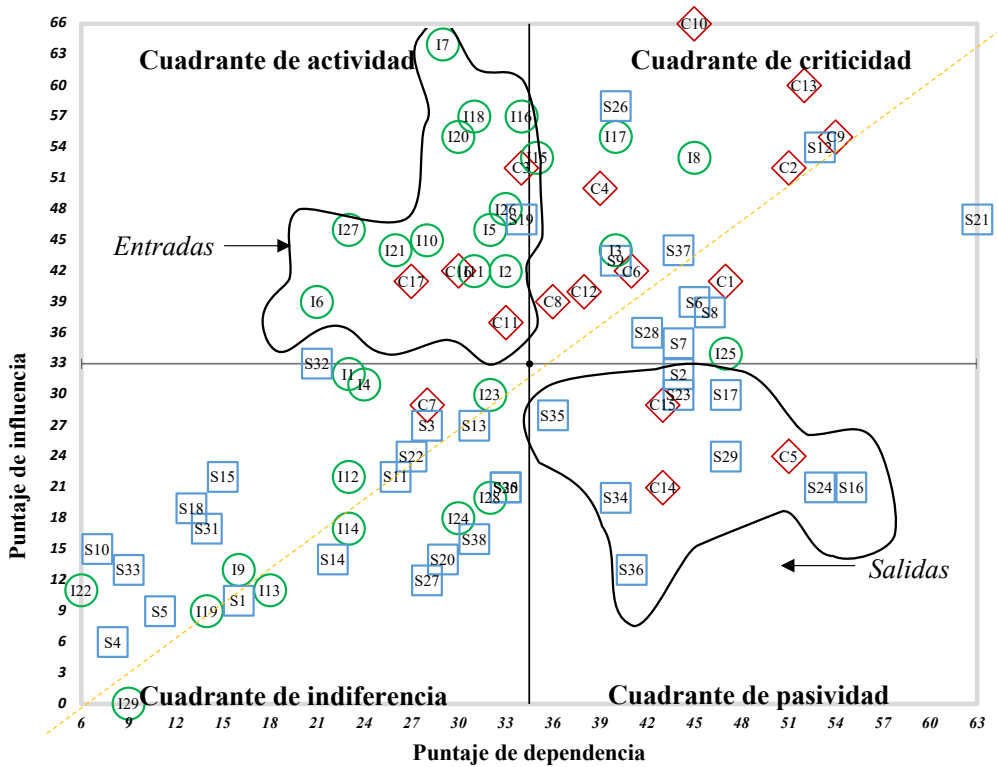 66
63
60
57
54
51
48
45
42
39
36
33
30
27
24
21
18
15
12
9
6
3
0
Puntaje de influencia
Cuadrante de actividad
Cuadrante de criticidad
C10
I7
C13
S26
I18
I16
I20
I17
C9
S12
I15
I8
C3
C2
C4
I26
S19
S21
I27
I5
I10
Entradas
I21
I3
S37
S9
C6
I11
I2
C17
C1
C12
I6
C8
S6
S8
C11
S28
S7
I25
S32
I1
I4
S2
C7
I23
C15
S23
S17
S3
S13
S35
S22
S29
C5
S15
I12
S11
I28
C14
S24
S16
S34
S18
S31
I14
I24
S10
S14
S38
S33
S20
S36
Salidas
I9
S27
I22
I13
S1
S5
I19
S4
I29
Cuadrante de indiferencia
Cuadrante de pasividad
6 9 12 15 18 21 24 27 30 33 36 39 42 45 48 51 54 57 60 63
Puntaje de dependencia